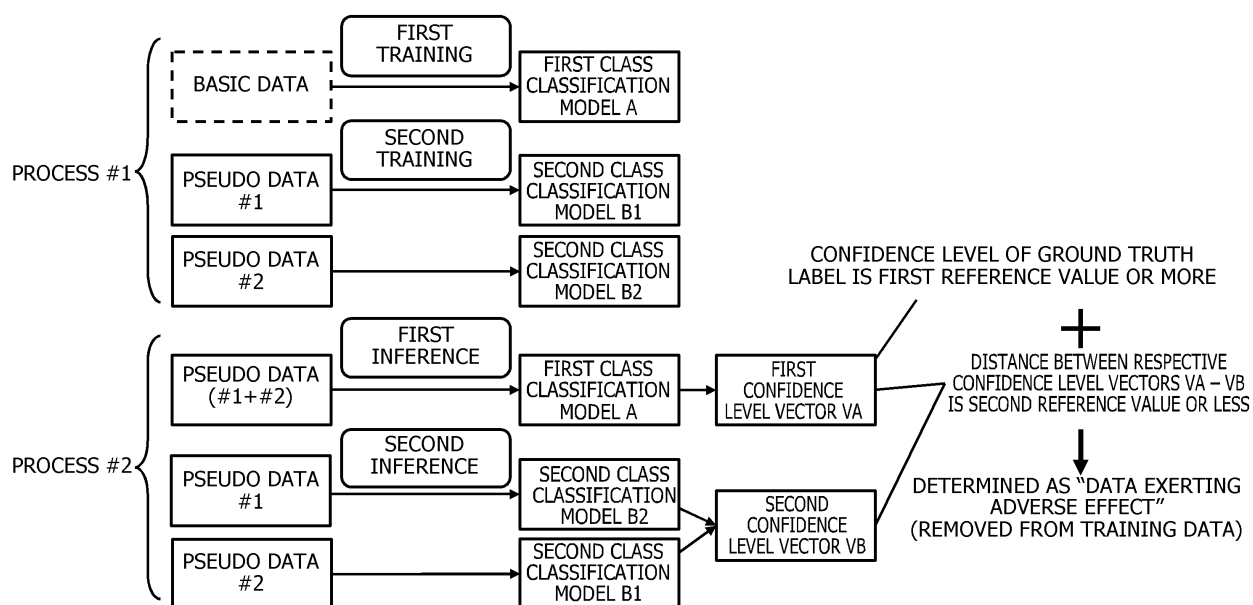 PROCESS #1
FIRST
TRAINING
BASIC DATA
FIRST CLASS
CLASSIFICATION
MODEL A
SECOND
TRAINING
PSEUDO DATA
#1
SECOND CLASS
CLASSIFICATION
MODEL B1
PSEUDO DATA
#2
SECOND CLASS
CLASSIFICATION
MODEL B2
PROCESS #2
FIRST
INFERENCE
PSEUDO DATA
(#1+#2)
FIRST CLASS
CLASSIFICATION
MODEL A
FIRST
CONFIDENCE
LEVEL VECTOR VA
SECOND
INFERENCE
PSEUDO DATA
#1
SECOND CLASS
CLASSIFICATION
MODEL B2
PSEUDO DATA
#2
SECOND CLASS
CLASSIFICATION
MODEL B1
SECOND
CONFIDENCE
LEVEL VECTOR VB
CONFIDENCE LEVEL OF GROUND TRUTH
LABEL IS FIRST REFERENCE VALUE OR MORE
+
DISTANCE BETWEEN RESPECTIVE
CONFIDENCE LEVEL VECTORS VA – VB
IS SECOND REFERENCE VALUE OR LESS
DETERMINED AS “DATA EXERTING
ADVERSE EFFECT”
(REMOVED FROM TRAINING DATA)